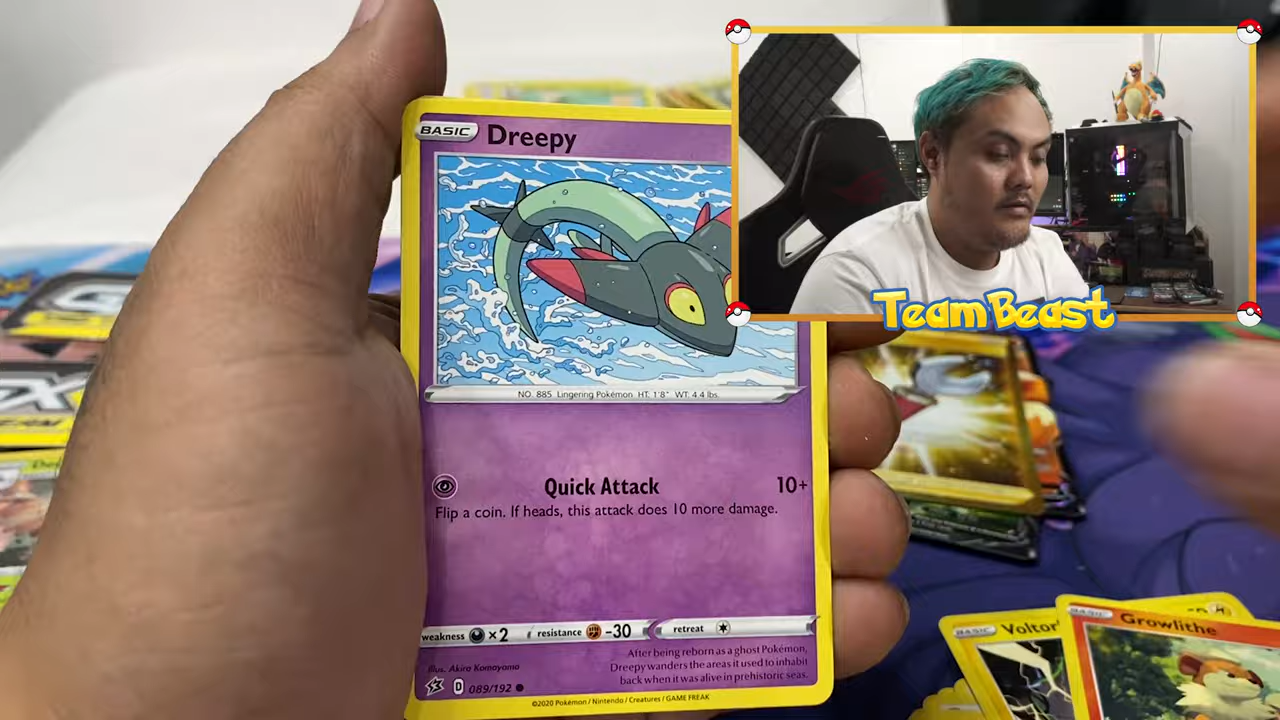 BASIC Dreepy
NO. 885 Lingering Pokémon HT: 1'8" WT: 4.4 lbs.
Quick Attack 10+
Flip a coin. If heads, this attack does 10 more damage.
weakness ×2 resistance -30 retreat
After being reborn as a ghost Pokémon,
Dreepy wanders the areas it used to inhabit
back when it was alive in prehistoric seas.
Illus. Akira Komayama
D 089/192
©2020 Pokémon / Nintendo / Creatures / GAME FREAK
Team Beast
BASIC Voltor
BASIC Growlithe